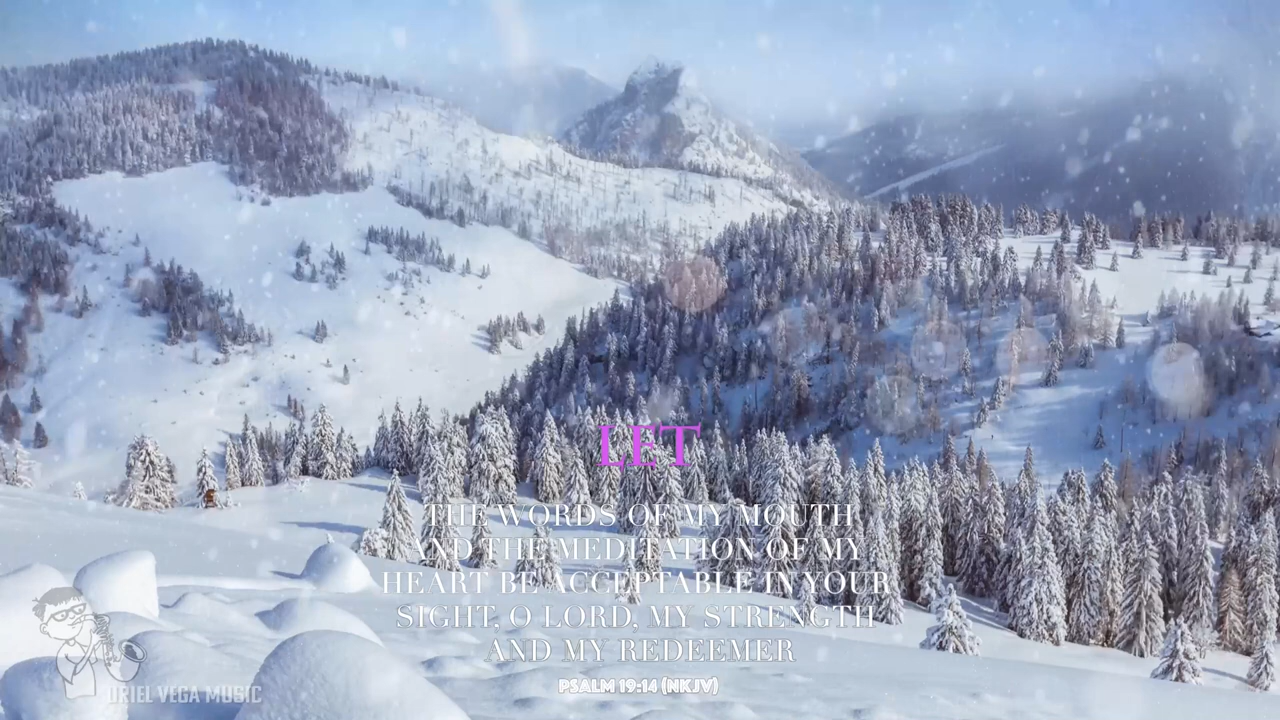 LET
THE WORDS OF MY MOUTH
AND THE MEDITATION OF MY
HEART BE ACCEPTABLE IN YOUR
SIGHT, O LORD, MY STRENGTH
AND MY REDEEMER
PSALM 19:14 (NKJV)
URIEL VEGA MUSIC